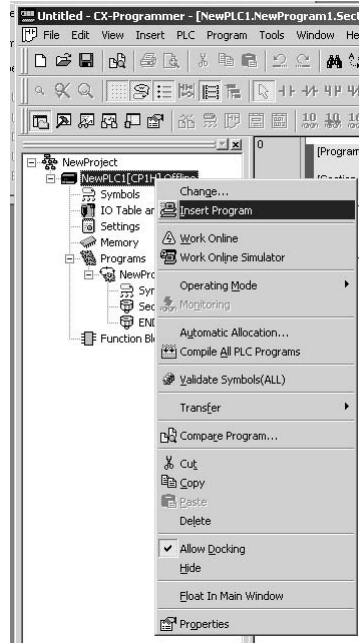 Untitled - CX-Programmer - [NewPLC1.NewProgram1.Sec
File Edit View Insert PLC Program Tools Window He
0
[Program
NewProject
NewPLC1[CP1H] Offline
Symbols
IO Table ar
Settings
Memory
Programs
NewPro
Syr
Sec
END
Function Bl
Change...
Insert Program
Work Online
Work Online Simulator
Operating Mode
Monitoring
Automatic Allocation...
Compile All PLC Programs
Validate Symbols(ALL)
Transfer
Compare Program...
Cut
Copy
Paste
Delete
Allow Docking
Hide
Float In Main Window
Properties